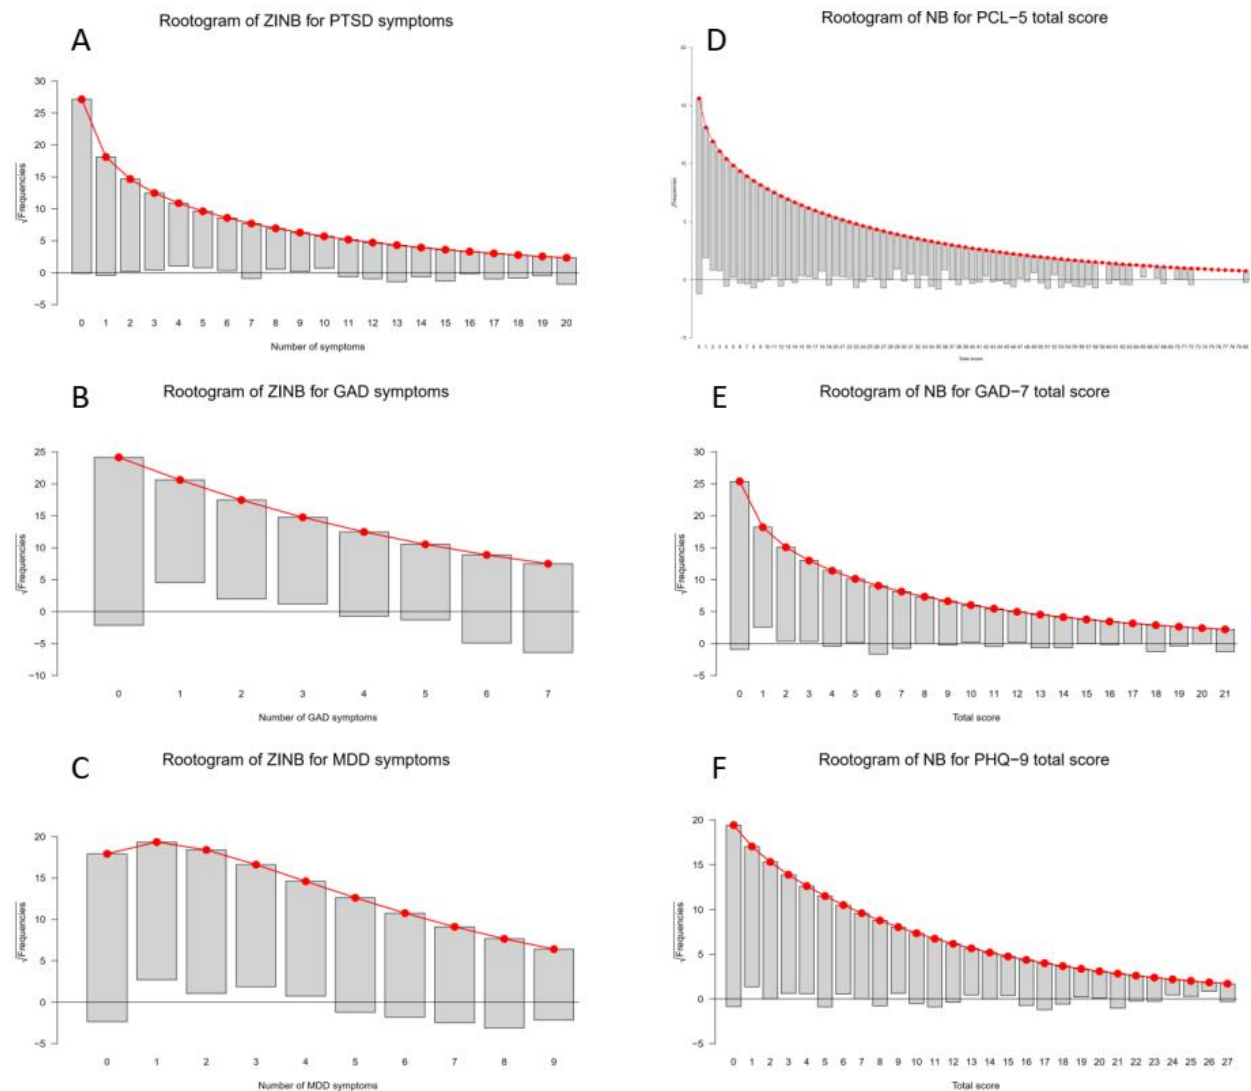 A
Rootogram of ZINB for PTSD symptoms
√Frequencies
30
25
20
15
10
5
0
−5
0 1 2 3 4 5 6 7 8 9 10 11 12 13 14 15 16 17 18 19 20
Number of symptoms
D
Rootogram of NB for PCL−5 total score
√Frequencies
Total score
B
Rootogram of ZINB for GAD symptoms
√Frequencies
25
20
15
10
5
0
−5
−10
0 1 2 3 4 5 6 7
Number of GAD symptoms
E
Rootogram of NB for GAD−7 total score
√Frequencies
30
25
20
15
10
5
0
−5
0 1 2 3 4 5 6 7 8 9 10 11 12 13 14 15 16 17 18 19 20 21
Total score
C
Rootogram of ZINB for MDD symptoms
√Frequencies
20
15
10
5
0
−5
0 1 2 3 4 5 6 7 8 9
Number of MDD symptoms
F
Rootogram of NB for PHQ−9 total score
√Frequencies
20
15
10
5
0
−5
0 1 2 3 4 5 6 7 8 9 10 11 12 13 14 15 16 17 18 19 20 21 22 23 24 25 26 27
Total score